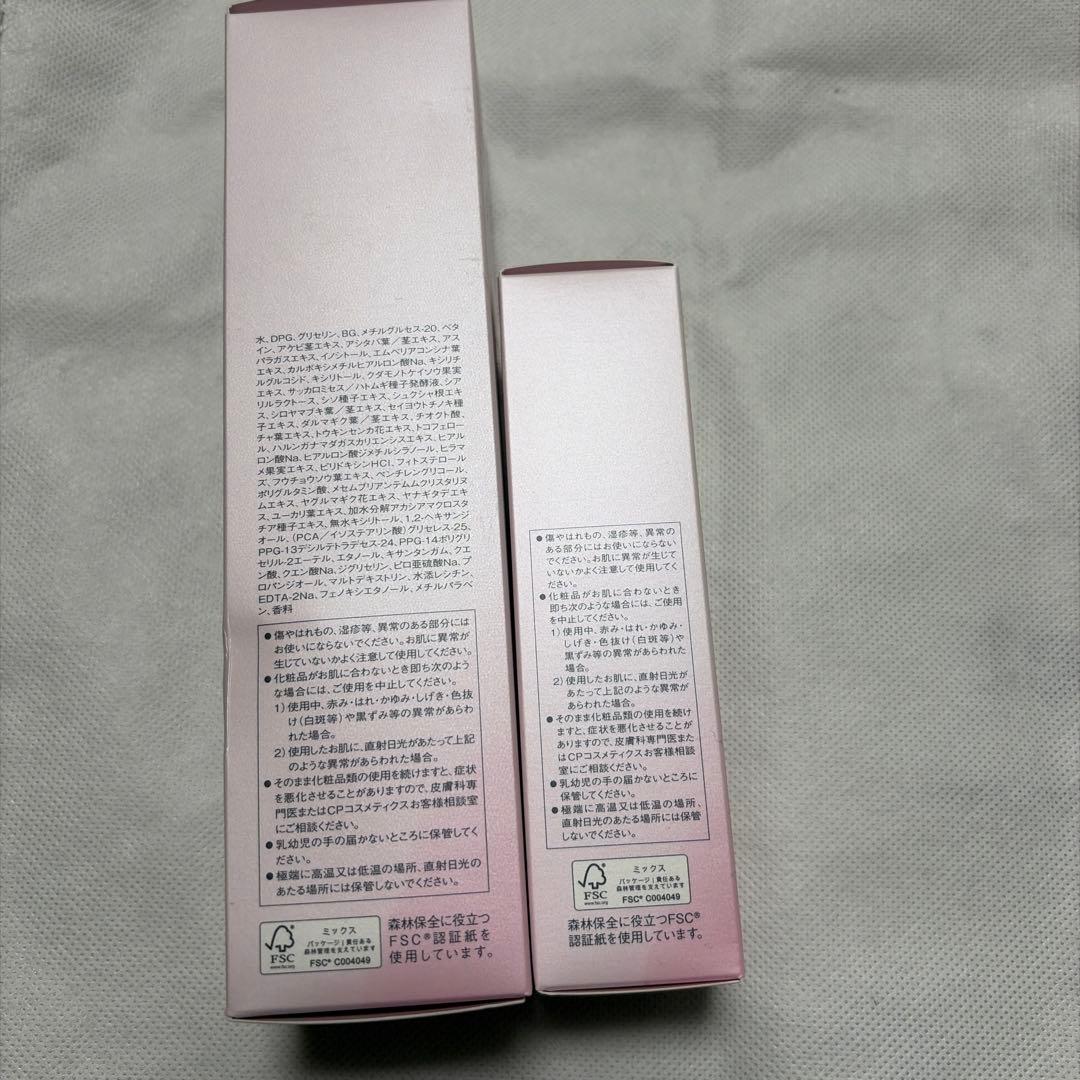 水、DPG、グリセリン、BG、メチルグルセス-20、ベタ
イン、アケビ茎エキス、アシタバ葉/茎エキス、アス
パラガスエキス、イノシトール、エムベリアコンシナ葉
エキス、カルボキシメチルヒアルロン酸Na、キシリチ
ルグルコシド、キシリトール、クダモノトケイソウ果実
エキス、サッカロミセス/ハトムギ種子発酵液、シア
リルラクトース、シソ種子エキス、シュクシャ根エキ
ス、シロヤマブキ葉/茎エキス、セイヨウトチノキ種
子エキス、ダルマギク葉/茎エキス、チオクト酸、
チャ葉エキス、トウキンセンカ花エキス、トコフェロー
ル、ハルンガナマダガスカリエンシスエキス、ヒアル
ロン酸Na、ヒアルロン酸ジメチルシラノール、ヒラマ
メ果実エキス、ピリドキシンHCl、フィトステロール
ズ、フウチョウソウ葉エキス、ペンチレングリコール、
ポリグルタミン酸、メセムブリアンテムムクリスタリヌ
ムエキス、ヤグルマギク花エキス、ヤナギタデエキ
ス、ユーカリ葉エキス、加水分解アカシアマクロスタ
チア種子エキス、無水キシリトール、1,2-ヘキサンジ
オール、(PCA/イソステアリン酸)グリセレス-25、
PPG-13デシルテトラデセス-24、PPG-14ポリグリ
セリル-2エーテル、エタノール、キサンタンガム、クエ
ン酸、クエン酸Na、ジグリセリン、ピロ亜硫酸Na、プ
ロパンジオール、マルトデキストリン、水添レシチン、
EDTA-2Na、フェノキシエタノール、メチルパラベ
ン、香料
●傷やはれもの、湿疹等、異常のある部分には
お使いにならないでください。お肌に異常が
生じていないかよく注意して使用してください。
●化粧品がお肌に合わないとき即ち次のよう
な場合には、ご使用を中止してください。
1)使用中、赤み・はれ・かゆみ・しげき・色抜
け(白斑等)や黒ずみ等の異常があらわ
れた場合。
2)使用したお肌に、直射日光があたって上記
のような異常があらわれた場合。
●そのまま化粧品類の使用を続けますと、症状
を悪化させることがありますので、皮膚科専
門医またはCPコスメティクスお客様相談室
にご相談ください。
●乳幼児の手の届かないところに保管してく
ださい。
●極端に高温又は低温の場所、直射日光の
あたる場所には保管しないでください。
FSC
www.fsc.org
ミックス
パッケージ|責任ある
森林管理を支えています
FSC® C004049
森林保全に役立つ
FSC®認証紙を
使用しています。
●傷やはれもの、湿疹等、異常の
ある部分にはお使いにならない
でください。お肌に異常が生じて
いないかよく注意して使用してく
ださい。
●化粧品がお肌に合わないとき
即ち次のような場合には、ご使用
を中止してください。
1)使用中、赤み・はれ・かゆみ・
しげき・色抜け(白斑等)や
黒ずみ等の異常があらわれた
場合。
2)使用したお肌に、直射日光が
あたって上記のような異常が
あらわれた場合。
●そのまま化粧品類の使用を続け
ますと、症状を悪化させることが
ありますので、皮膚科専門医また
はCPコスメティクスお客様相談
室にご相談ください。
●乳幼児の手の届かないところに
保管してください。
●極端に高温又は低温の場所、
直射日光のあたる場所には保管
しないでください。
FSC
www.fsc.org
ミックス
パッケージ|責任ある
森林管理を支えています
FSC® C004049
森林保全に役立つFSC®
認証紙を使用しています。